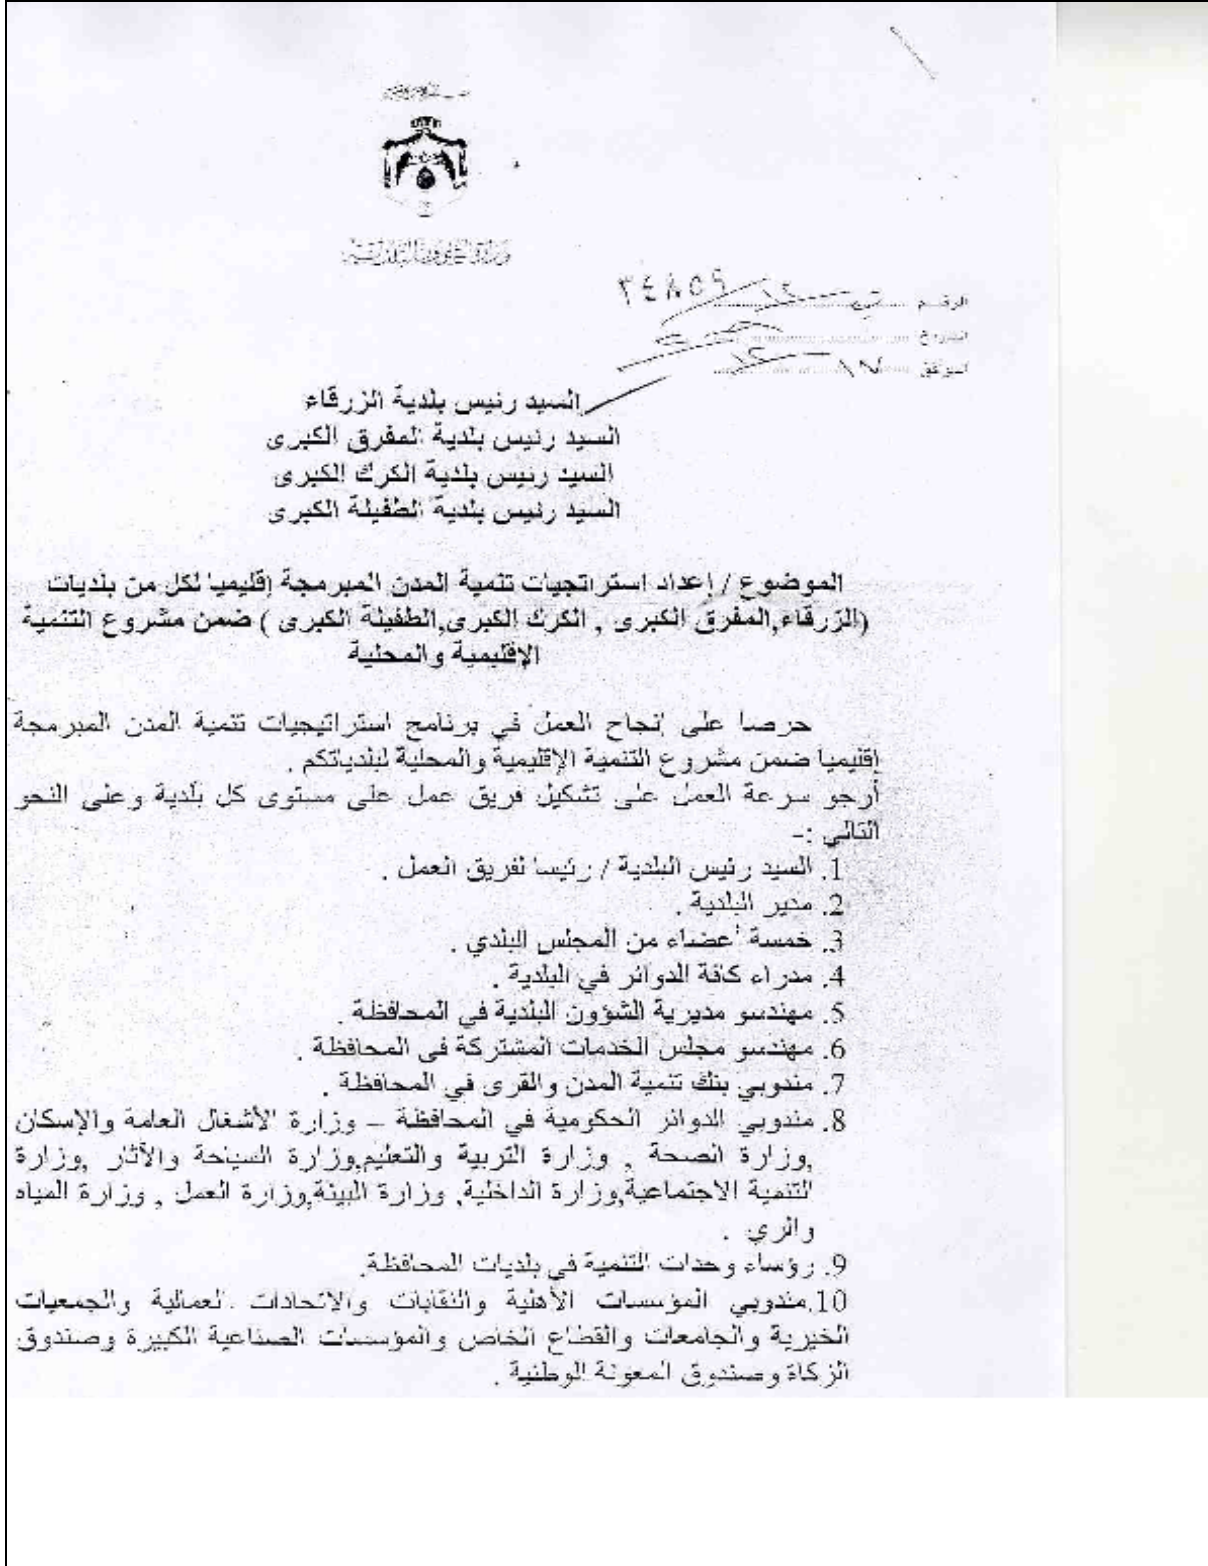 وزارة الشؤون البلدية
الرقم ٣٤٨٥٩
التاريخ
الموافق
السيد رئيس بلدية الزرقاء
السيد رئيس بلدية المفرق الكبرى
السيد رئيس بلدية الكرك الكبرى
السيد رئيس بلدية الطفيلة الكبرى
الموضوع / إعداد استراتجيات تنمية المدن المبرمجة إقليميا لكل من بلديات
(الزرقاء,المفرق الكبرى , الكرك الكبرى,الطفيلة الكبرى ) ضمن مشروع التنمية
الإقليمية والمحلية
حرصا على إنجاح العمل في برنامج استراتيجيات تنمية المدن المبرمجة
إقليميا ضمن مشروع التنمية الإقليمية والمحلية لبلدياتكم .
أرجو سرعة العمل على تشكيل فريق عمل على مستوى كل بلدية وعلى النحو
التالي :-
1. السيد رئيس البلدية / رئيسا لفريق العمل .
2. مدير البلدية .
3. خمسة أعضاء من المجلس البلدي .
4. مدراء كافة الدوائر في البلدية .
5. مهندسو مديرية الشؤون البلدية في المحافظة .
6. مهندسو مجلس الخدمات المشتركة في المحافظة .
7. مندوبي بنك تنمية المدن والقرى في المحافظة .
8. مندوبي الدوائر الحكومية في المحافظة – وزارة الأشغال العامة والإسكان
,وزارة الصحة , وزارة التربية والتعليم,وزارة السياحة والآثار ,وزارة
التنمية الاجتماعية,وزارة الداخلية, وزارة البيئة,وزارة العمل , وزارة المياه
والري .
9. رؤساء وحدات التنمية في بلديات المحافظة.
10.مندوبي المؤسسات الأهلية والنقابات والاتحادات العمالية والجمعيات
الخيرية والجامعات والقطاع الخاص والمؤسسات الصناعية الكبيرة وصندوق
الزكاة وصندوق المعونة الوطنية .